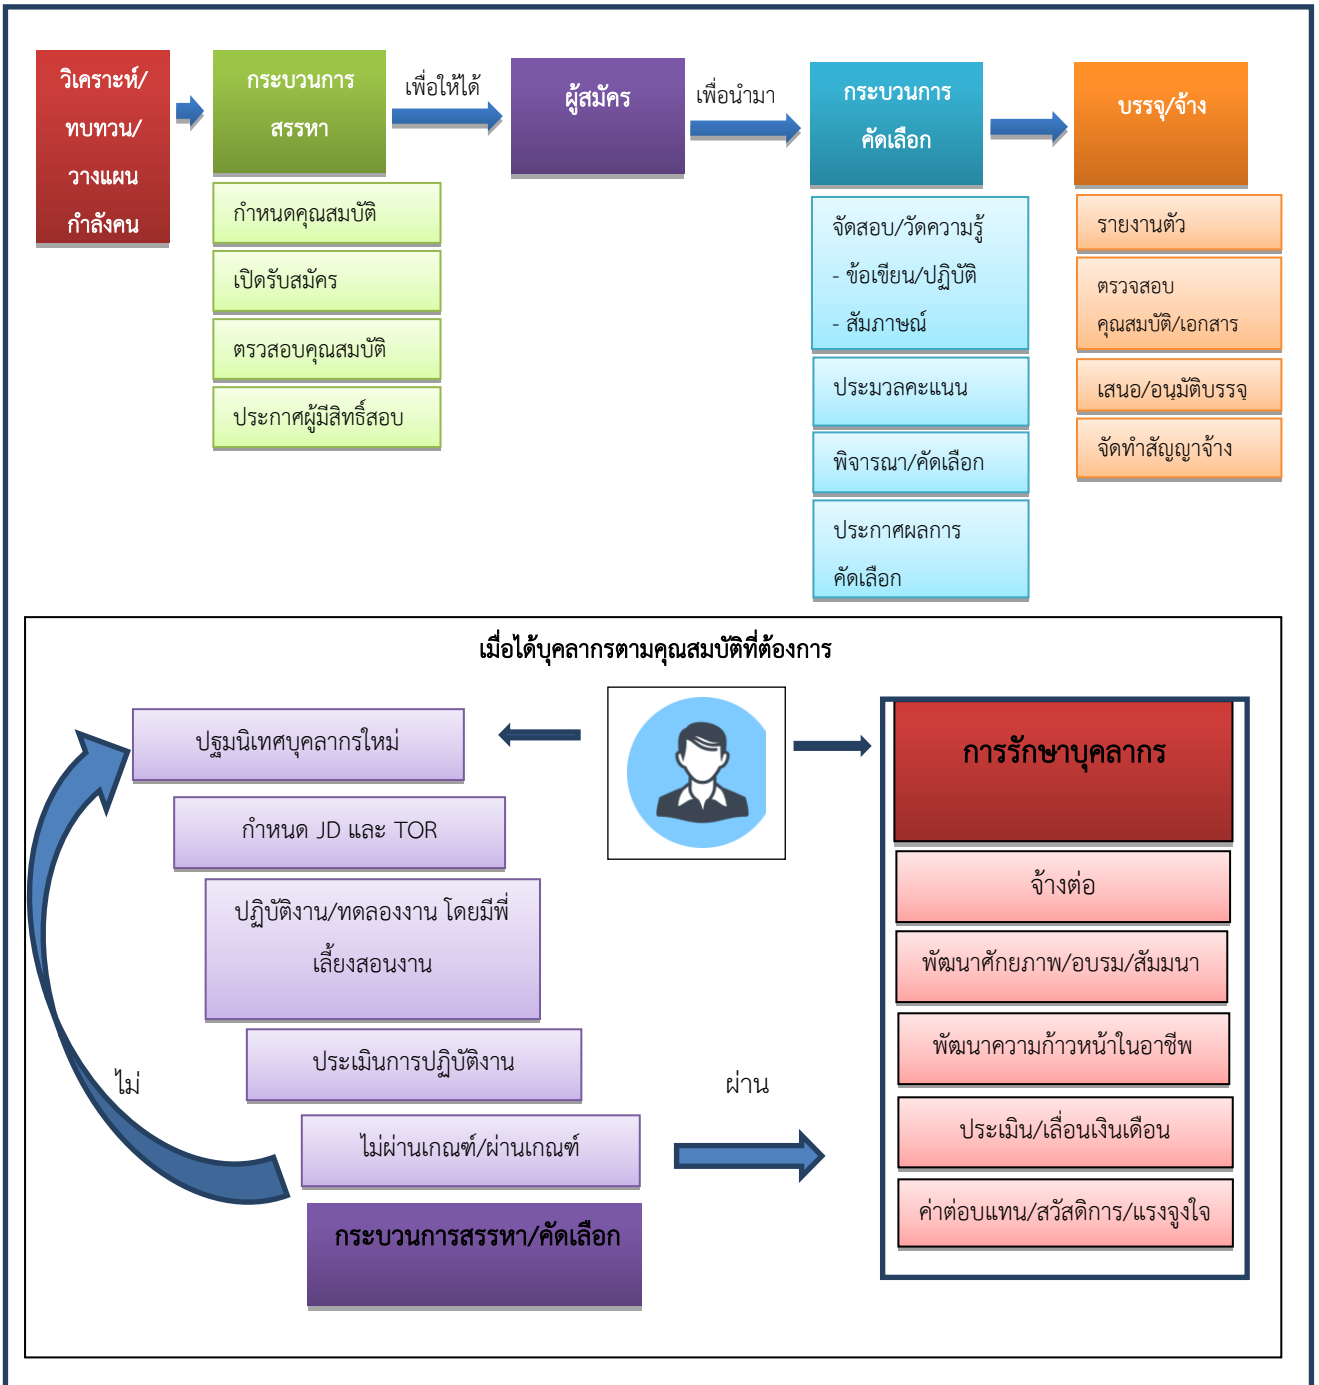 วิเคราะห์/
ทบทวน/
วางแผน
กำลังคน
กระบวนการ
สรรหา
กำหนดคุณสมบัติ
เปิดรับสมัคร
ตรวสอบคุณสมบัติ
ประกาศผู้มีสิทธิ์สอบ
เพื่อให้ได้
ผู้สมัคร
เพื่อนำมา
กระบวนการ
คัดเลือก
จัดสอบ/วัดความรู้
- ข้อเขียน/ปฏิบัติ
- สัมภาษณ์
ประมวลคะแนน
พิจารณา/คัดเลือก
ประกาศผลการ
คัดเลือก
บรรจุ/จ้าง
รายงานตัว
ตรวจสอบ
คุณสมบัติ/เอกสาร
เสนอ/อนุมัติบรรจุ
จัดทำสัญญาจ้าง
เมื่อได้บุคลากรตามคุณสมบัติที่ต้องการ
ปฐมนิเทศบุคลากรใหม่
กำหนด JD และ TOR
ปฏิบัติงาน/ทดลองงาน โดยมีพี่
เลี้ยงสอนงาน
ประเมินการปฏิบัติงาน
ไม่ผ่านเกณฑ์/ผ่านเกณฑ์
กระบวนการสรรหา/คัดเลือก
ไม่
ผ่าน
การรักษาบุคลากร
จ้างต่อ
พัฒนาศักยภาพ/อบรม/สัมมนา
พัฒนาความก้าวหน้าในอาชีพ
ประเมิน/เลื่อนเงินเดือน
ค่าต่อบแทน/สวัสดิการ/แรงจูงใจ